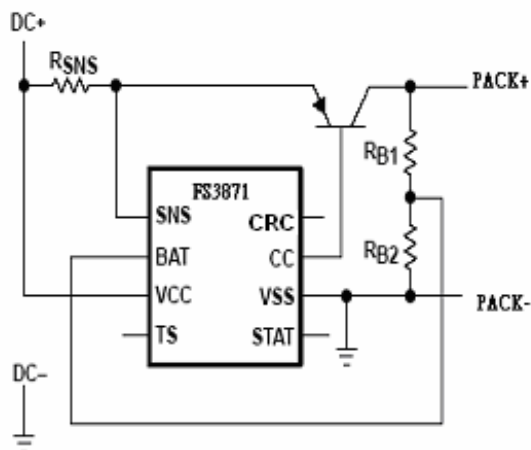 DC+
RSNS
PACK+
RB1
FS3871
SNS
CRC
BAT
CC
RB2
VCC
VSS
PACK-
TS
STAT
DC−